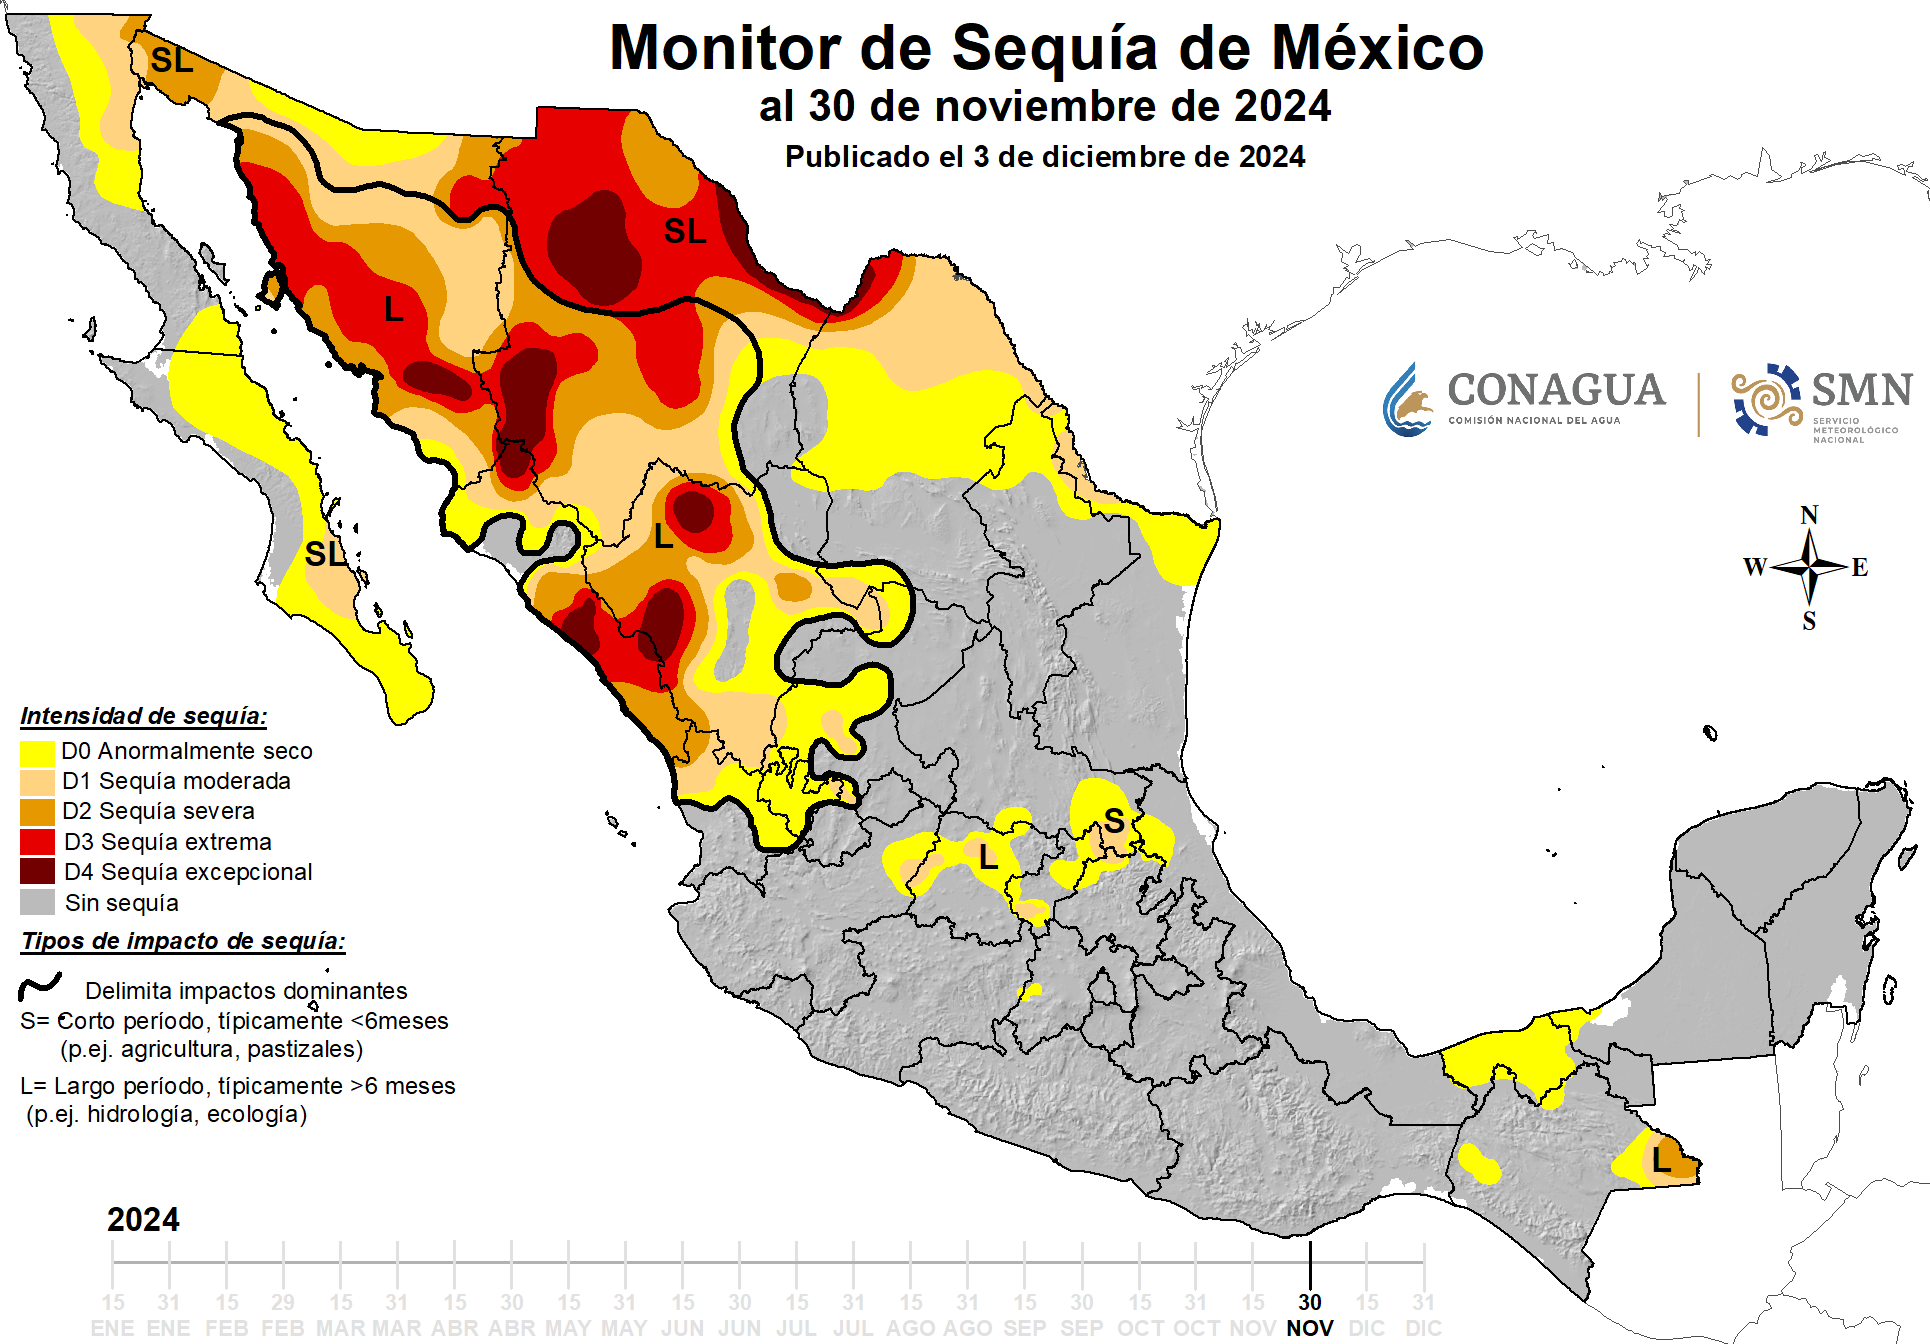 Monitor de Sequía de México
al 30 de noviembre de 2024
Publicado el 3 de diciembre de 2024
SL
SL
L
CONAGUA
COMISIÓN NACIONAL DEL AGUA
SMN
SERVICIO
METEOROLÓGICO
NACIONAL
N
W E
S
L
SL
S
L
L
Intensidad de sequía:
D0 Anormalmente seco
D1 Sequía moderada
D2 Sequía severa
D3 Sequía extrema
D4 Sequía excepcional
Sin sequía
Tipos de impacto de sequía:
Delimita impactos dominantes
S= Corto período, típicamente <6meses
(p.ej. agricultura, pastizales)
L= Largo período, típicamente >6 meses
(p.ej. hidrología, ecología)
2024
15 31 15 29 15 31 15 30 15 31 15 30 15 31 15 31 15 30 15 31 15 30 15 31
ENE ENE FEB FEB MAR MAR ABR ABR MAY MAY JUN JUN JUL JUL AGO AGO SEP SEP OCT OCT NOV NOV DIC DIC